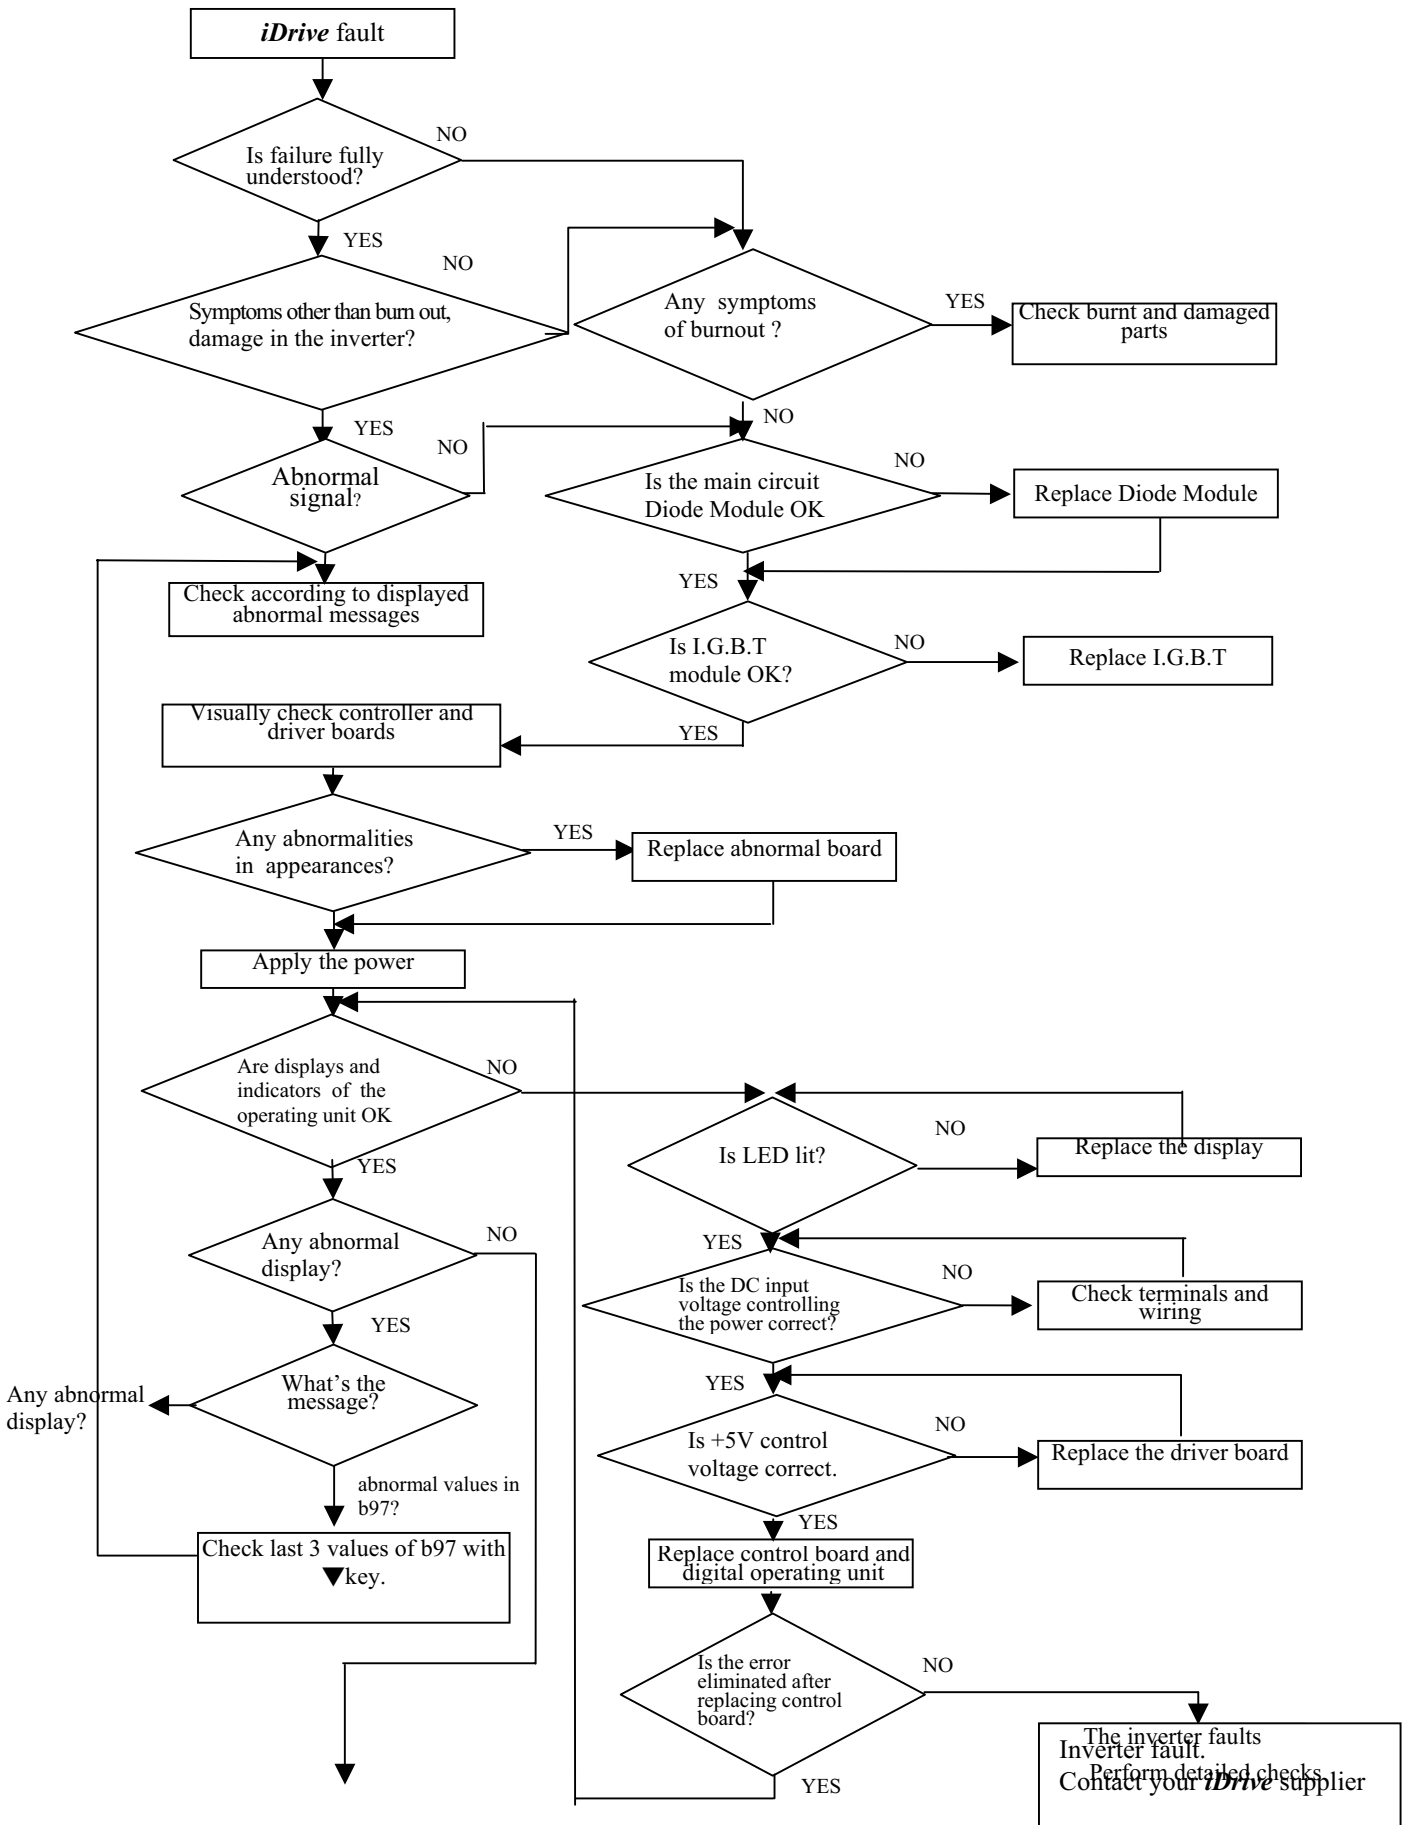 iDrive fault
NO
Is failure fully
understood?
YES
NO
Symptoms other than burn out,
damage in the inverter?
Any symptoms
of burnout ?
YES
Check burnt and damaged
parts
YES
NO
NO
Abnormal
signal?
Is the main circuit
Diode Module OK
NO
Replace Diode Module
YES
Check according to displayed
abnormal messages
Is I.G.B.T
module OK?
NO
Replace I.G.B.T
YES
Visually check controller and
driver boards
Any abnormalities
in appearances?
YES
Replace abnormal board
Apply the power
Are displays and
indicators of the
operating unit OK
NO
YES
Is LED lit?
NO
Replace the display
YES
Any abnormal
display?
NO
YES
Is the DC input
voltage controlling
the power correct?
NO
Check terminals and
wiring
YES
What's the
message?
Any abnormal
display?
abnormal values in
b97?
Is +5V control
voltage correct.
NO
Replace the driver board
YES
Check last 3 values of b97 with
▼key.
Replace control board and
digital operating unit
Is the error
eliminated after
replacing control
board?
NO
YES
The inverter faults
Perform detailed checks
Inverter fault.
Contact your iDrive supplier